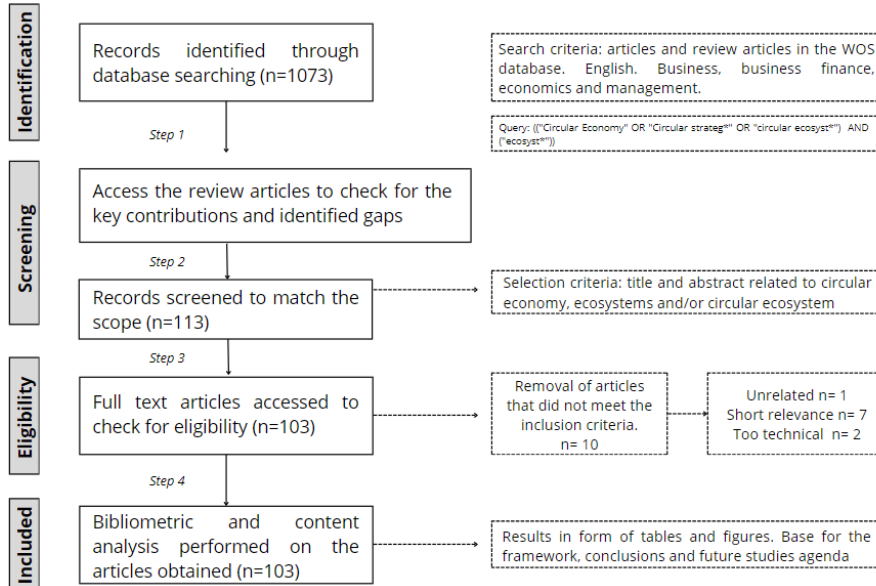 Identification
Records identified through
database searching (n=1073)
Search criteria: articles and review articles in the WOS
database. English. Business, business finance,
economics and management.
Query: (("Circular Economy" OR "Circular strateg*" OR "circular ecosyst*") AND
("ecosyst*"))
Step 1
Screening
Access the review articles to check for the
key contributions and identified gaps
Step 2
Records screened to match the
scope (n=113)
Selection criteria: title and abstract related to circular
economy, ecosystems and/or circular ecosystem
Step 3
Eligibility
Full text articles accessed to
check for eligibility (n=103)
Removal of articles
that did not meet the
inclusion criteria.
n= 10
Unrelated n= 1
Short relevance n= 7
Too technical n= 2
Step 4
Included
Bibliometric and content
analysis performed on the
articles obtained (n=103)
Results in form of tables and figures. Base for the
framework, conclusions and future studies agenda